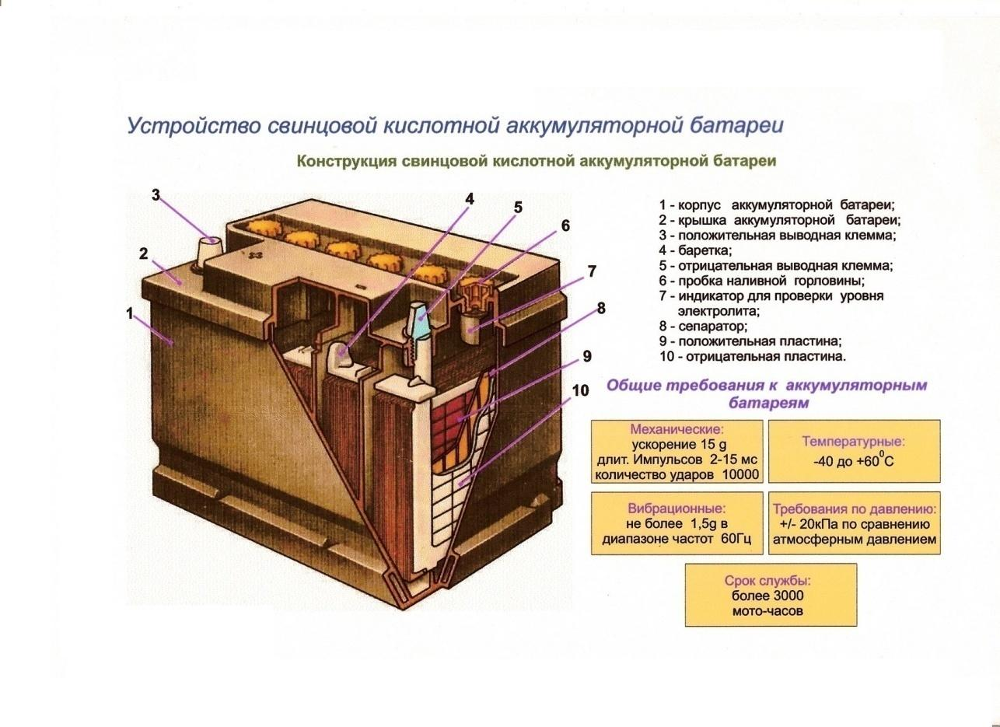 Устройство свинцовой кислотной аккумуляторной батареи
Конструкция свинцовой кислотной аккумуляторной батареи
3
4
5
6
2
7
1
8
9
10
1 - корпус аккумуляторной батареи;
2 - крышка аккумуляторной батареи;
3 - положительная выводная клемма;
4 - баретка;
5 - отрицательная выводная клемма;
6 - пробка наливной горловины;
7 - индикатор для проверки уровня
электролита;
8 - сепаратор;
9 - положительная пластина;
10 - отрицательная пластина.
Общие требования к аккумуляторным
батареям
Механические:
ускорение 15 g
длит. Импульсов 2-15 мс
количество ударов 10000
Температурные:
-40 до +60⁰С
Вибрационные:
не более 1,5g в
диапазоне частот 60Гц
Требования по давлению:
+/- 20кПа по сравнению
атмосферным давлением
Срок службы:
более 3000
мото-часов